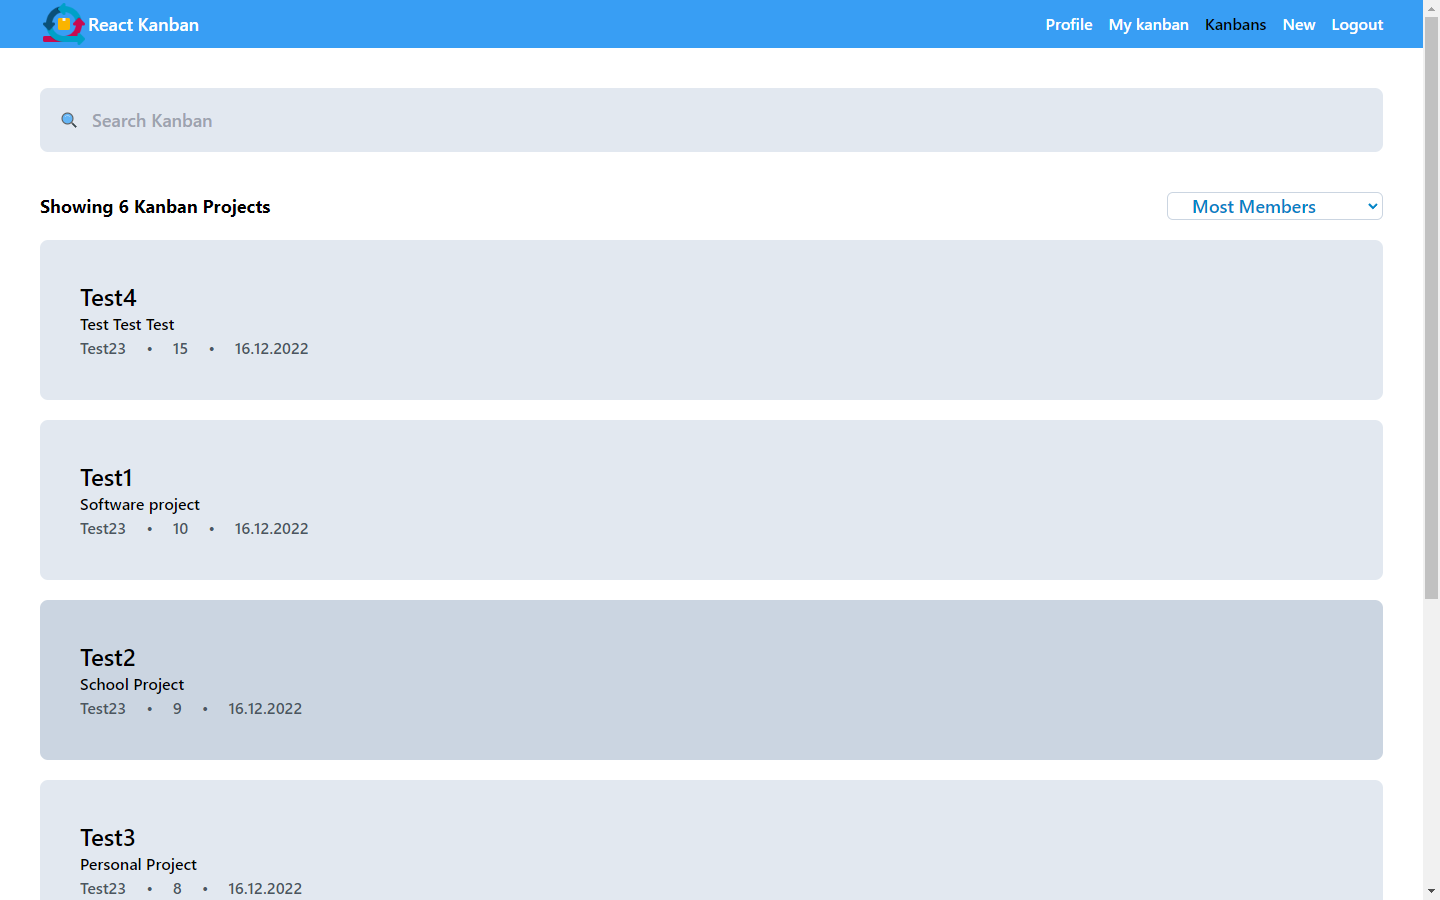 React Kanban
Profile My kanban Kanbans New Logout
Search Kanban
Showing 6 Kanban Projects
Most Members
Test4
Test Test Test
Test23 • 15 • 16.12.2022
Test1
Software project
Test23 • 10 • 16.12.2022
Test2
School Project
Test23 • 9 • 16.12.2022
Test3
Personal Project
Test23 • 8 • 16.12.2022